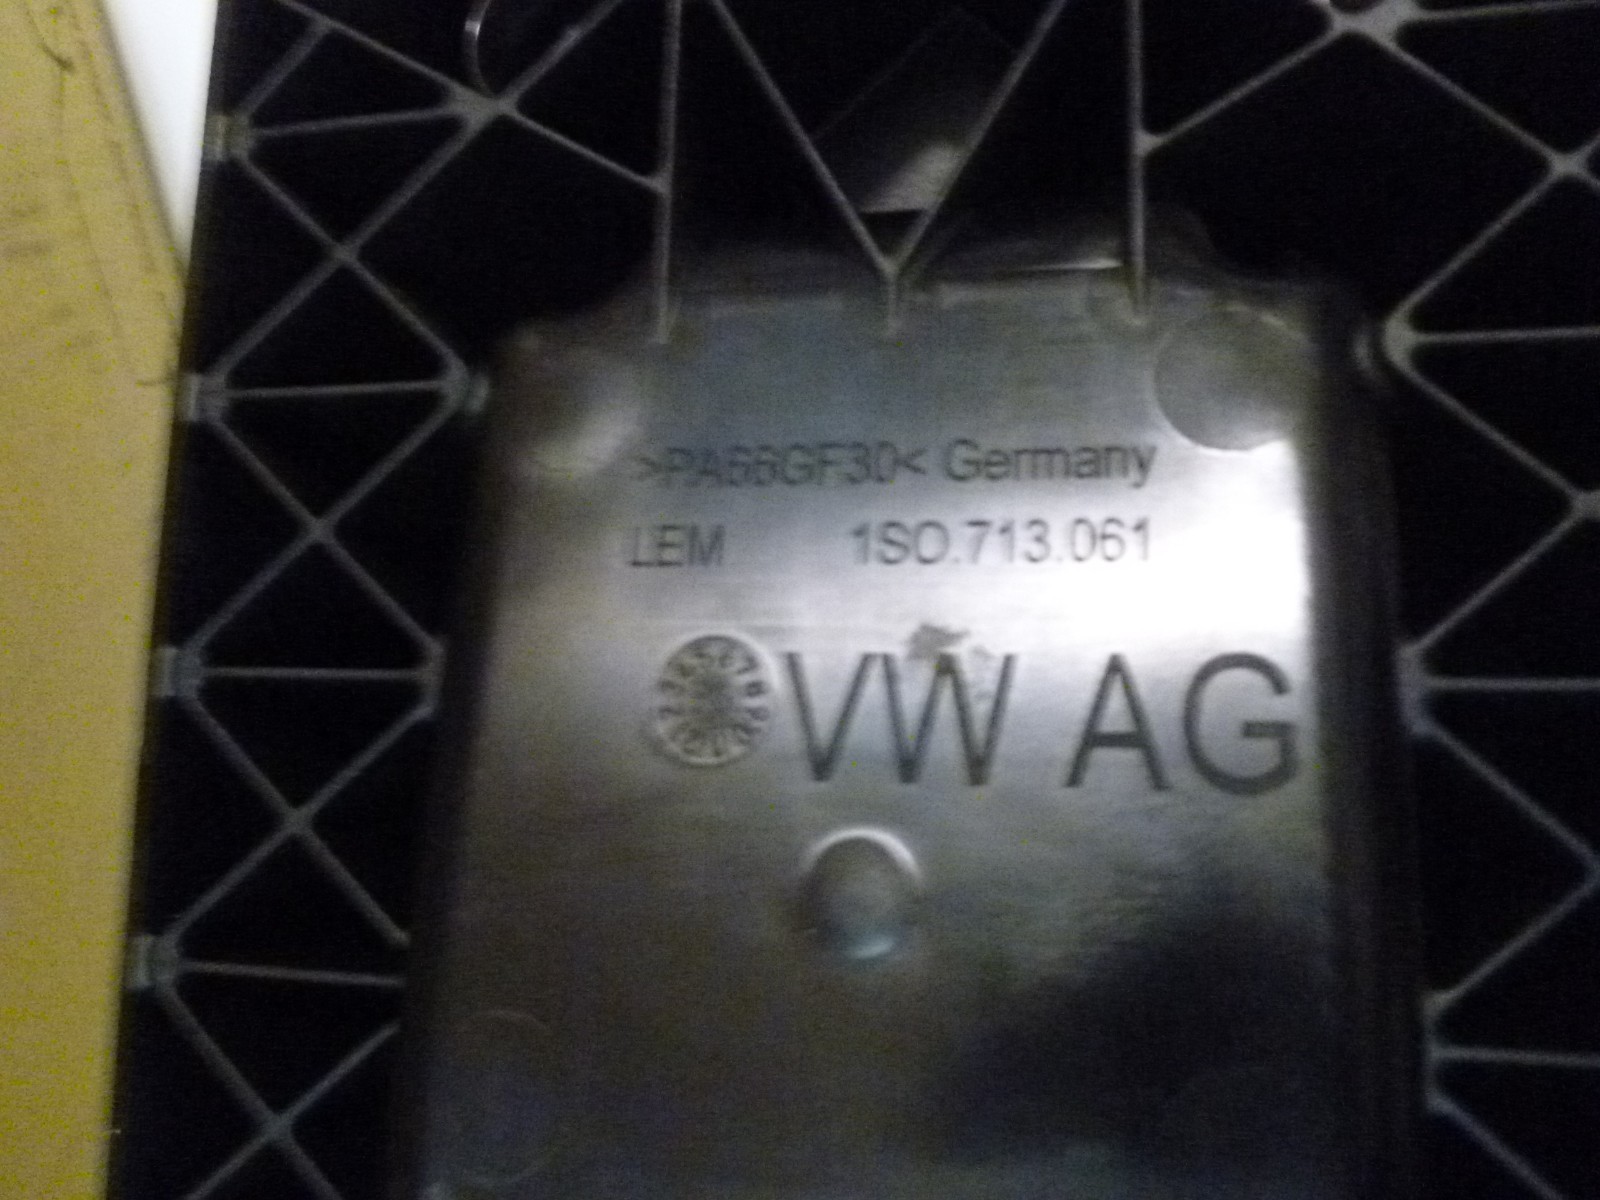 >PA66GF30< Germany
LEIM 1S0.713.061
VW AG